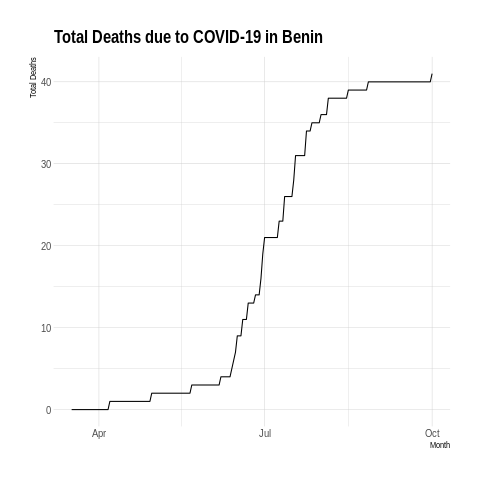 Total Deaths due to COVID-19 in Benin
Total Deaths
40
30
20
10
0
Apr
Jul
Oct
Month